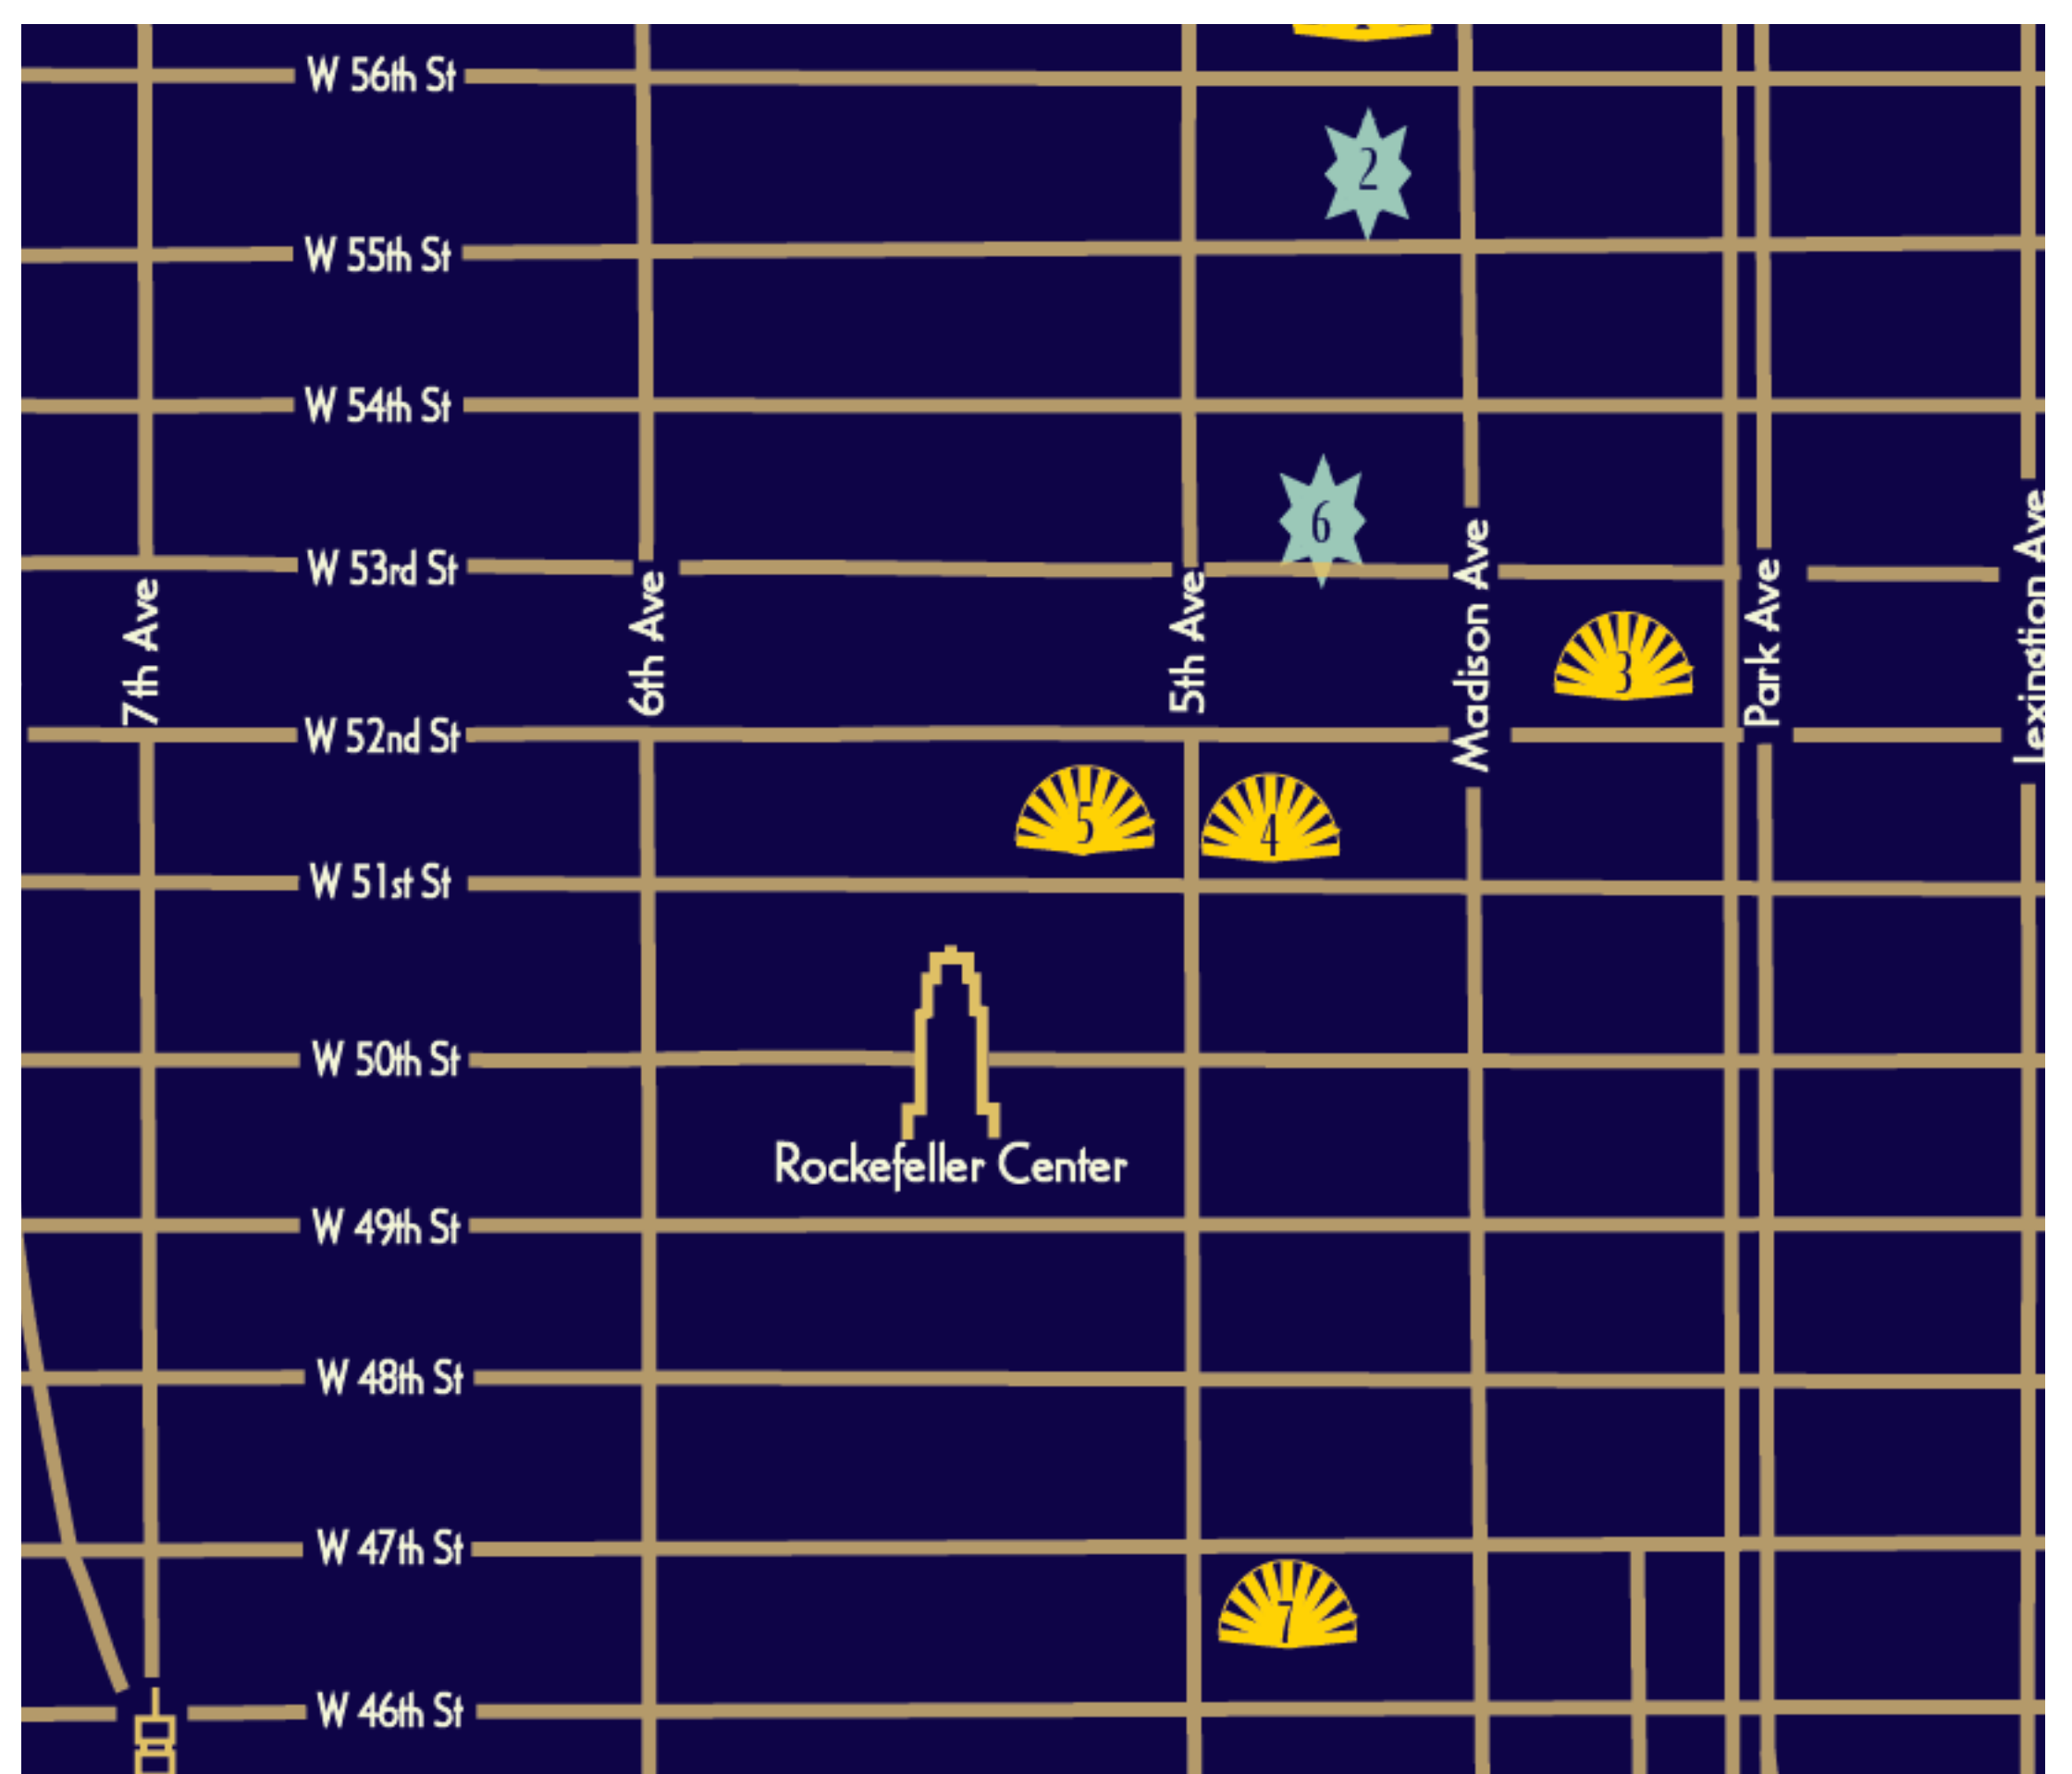 W 56th St
2
W 55th St
W 54th St
6
W 53rd St
7th Ave
6th Ave
5th Ave
Madison Ave
Park Ave
Lexington Ave
3
W 52nd St
5
4
W 51st St
W 50th St
Rockefeller Center
W 49th St
W 48th St
W 47th St
7
W 46th St